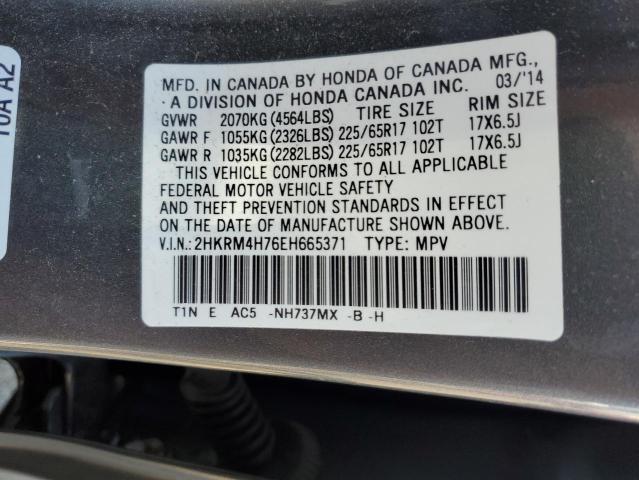 MFD. IN CANADA BY HONDA OF CANADA MFG.,
· A DIVISION OF HONDA CANADA INC. 03/'14
GVWR 2070KG (4564LBS) TIRE SIZE RIM SIZE
GAWR F 1055KG (2326LBS) 225/65R17 102T 17X6.5J
GAWR R 1035KG (2282LBS) 225/65R17 102T 17X6.5J
THIS VEHICLE CONFORMS TO ALL APPLICABLE
FEDERAL MOTOR VEHICLE SAFETY
AND THEFT PREVENTION STANDARDS IN EFFECT
ON THE DATE OF MANUFACTURE SHOWN ABOVE.
V.I.N.: 2HKRM4H76EH665371 TYPE: MPV
T1N E AC5 -NH737MX -B -H
10A A2